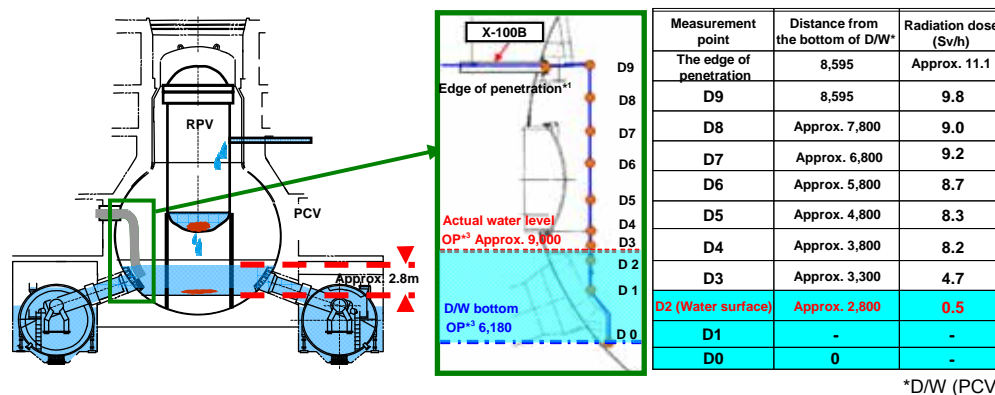 RPV
PCV
Approx. 2.8m
X-100B
Edge of penetration*1
D9
D8
D7
D6
D5
D4
D3
D 2
D 1
D 0
Actual water level
OP*3 Approx. 9,000
D/W bottom
OP*3 6,180
Measurement point Distance from the bottom of D/W* Radiation dose (Sv/h)
The edge of penetration 8,595 Approx. 11.1
D9 8,595 9.8
D8 Approx. 7,800 9.0
D7 Approx. 6,800 9.2
D6 Approx. 5,800 8.7
D5 Approx. 4,800 8.3
D4 Approx. 3,800 8.2
D3 Approx. 3,300 4.7
D2 (Water surface) Approx. 2,800 0.5
D1 - -
D0 0 -
*D/W (PCV